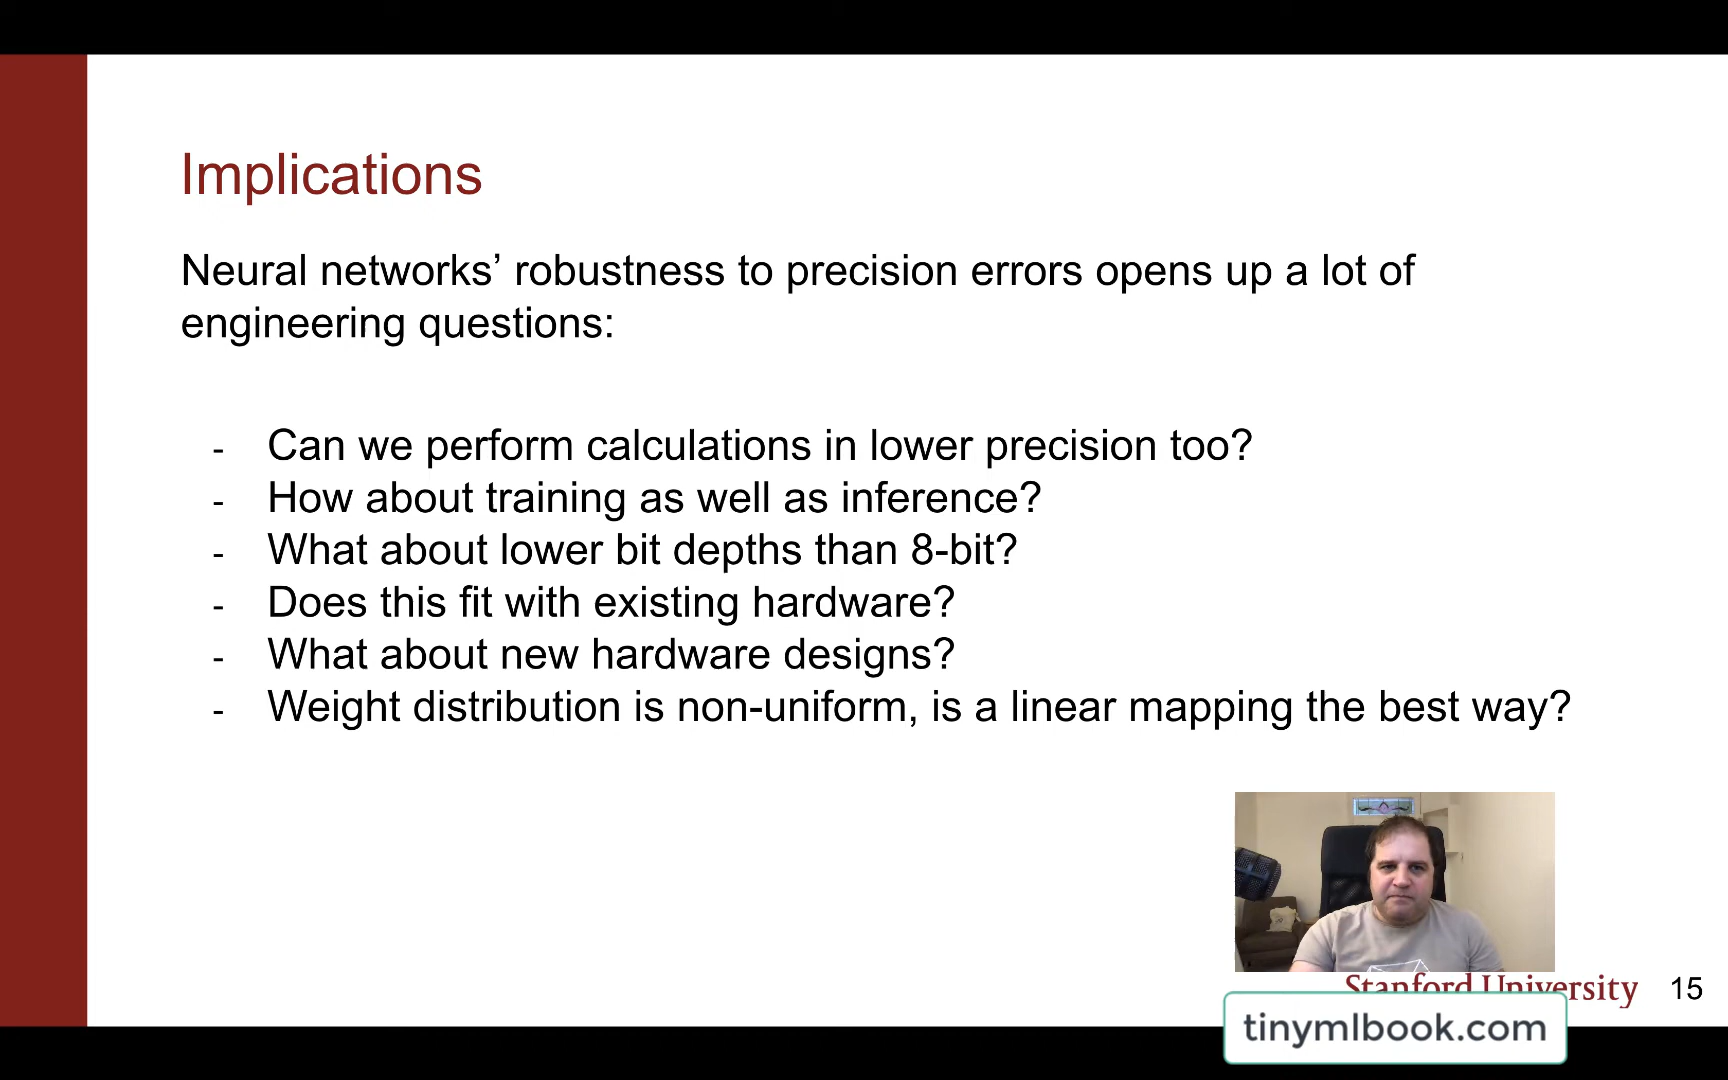 Implications
Neural networks’ robustness to precision errors opens up a lot of
engineering questions:
- Can we perform calculations in lower precision too?
- How about training as well as inference?
- What about lower bit depths than 8-bit?
- Does this fit with existing hardware?
- What about new hardware designs?
- Weight distribution is non-uniform, is a linear mapping the best way?
Stanford University 15
tinymlbook.com